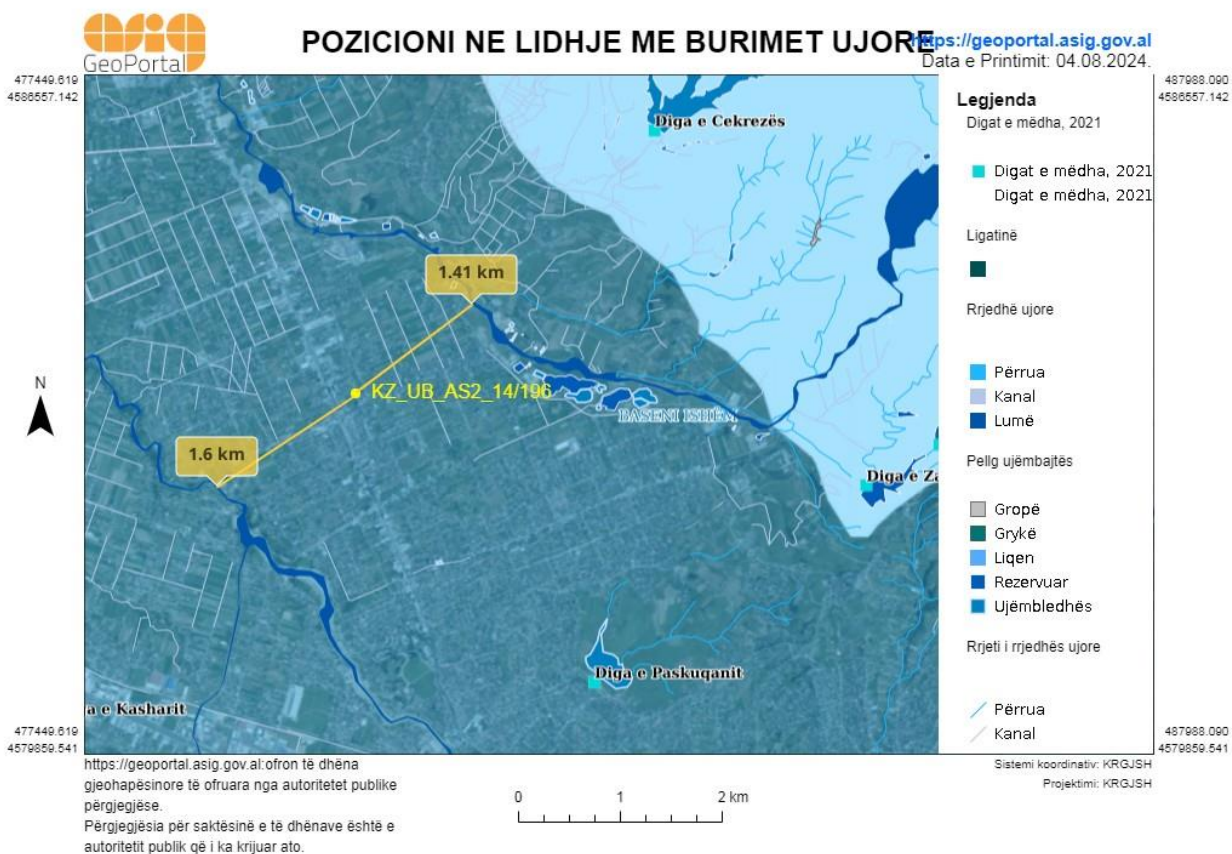 asig
GeoPortal
POZICIONI NE LIDHJE ME BURIMET UJORE
https://geoportal.asig.gov.al
Data e Printimit: 04.08.2024.
477449.619
4586557.142
487988.090
4586557.142
Diga e Cekrezës
1.41 km
KZ_UB_AS2_14/196
BASENI ISHËM
N
1.6 km
Diga e Za
Diga e Paskuqanit
a e Kasharit
Legjenda
Digat e mëdha, 2021
Digat e mëdha, 2021
Digat e mëdha, 2021
Ligatinë
Rrjedhë ujore
Përrua
Kanal
Lumë
Pellg ujëmbajtës
Gropë
Grykë
Liqen
Rezervuar
Ujëmbledhës
Rrjeti i rrjedhës ujore
Përrua
Kanal
477449.619
4579859.541
487988.090
4579859.541
Sistemi koordinativ: KRGJSH
Projektimi: KRGJSH
https://geoportal.asig.gov.al:ofron të dhëna
gjeohapësinore të ofruara nga autoritetet publike
përgjegjëse.
Përgjegjësia për saktësinë e të dhënave është e
autoritetit publik që i ka krijuar ato.
0 1 2 km